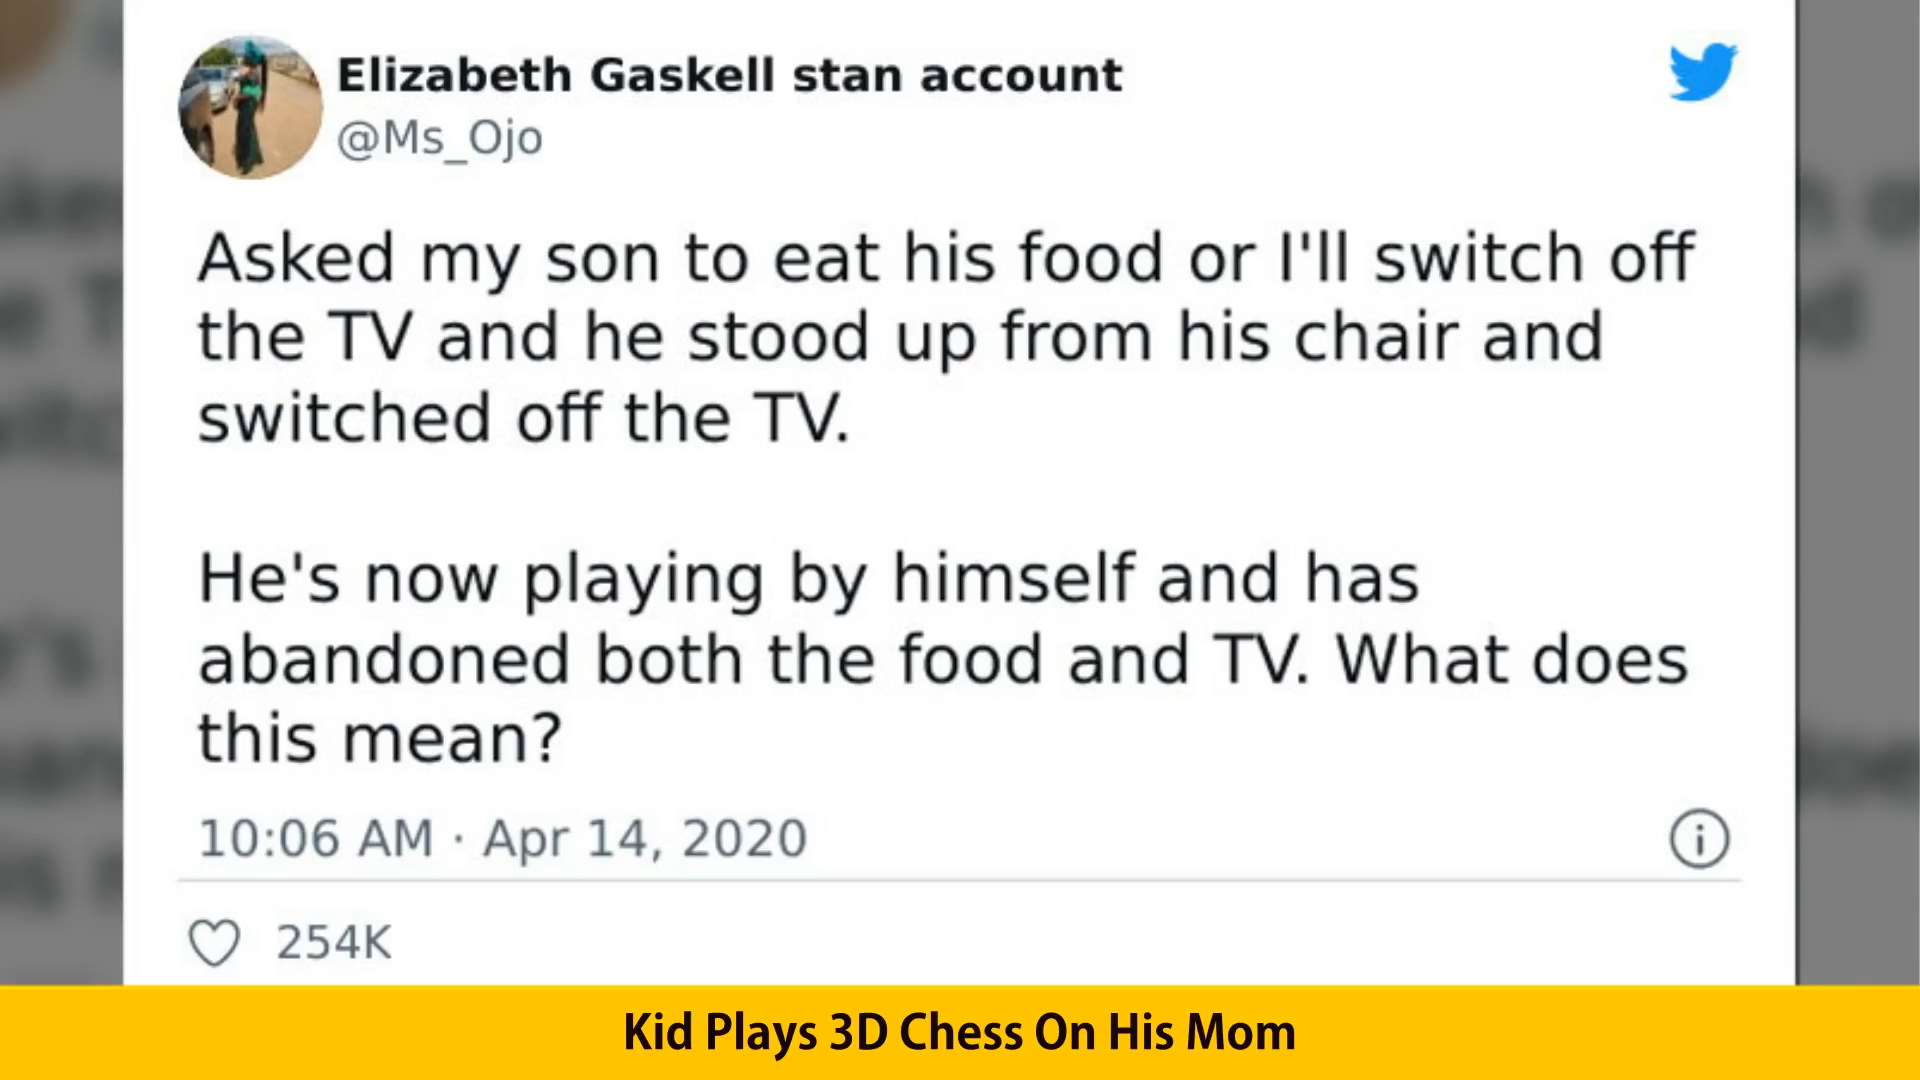 Elizabeth Gaskell stan account
@Ms_Ojo
Asked my son to eat his food or I'll switch off
the TV and he stood up from his chair and
switched off the TV.
He's now playing by himself and has
abandoned both the food and TV. What does
this mean?
10:06 AM · Apr 14, 2020
254K
Kid Plays 3D Chess On His Mom